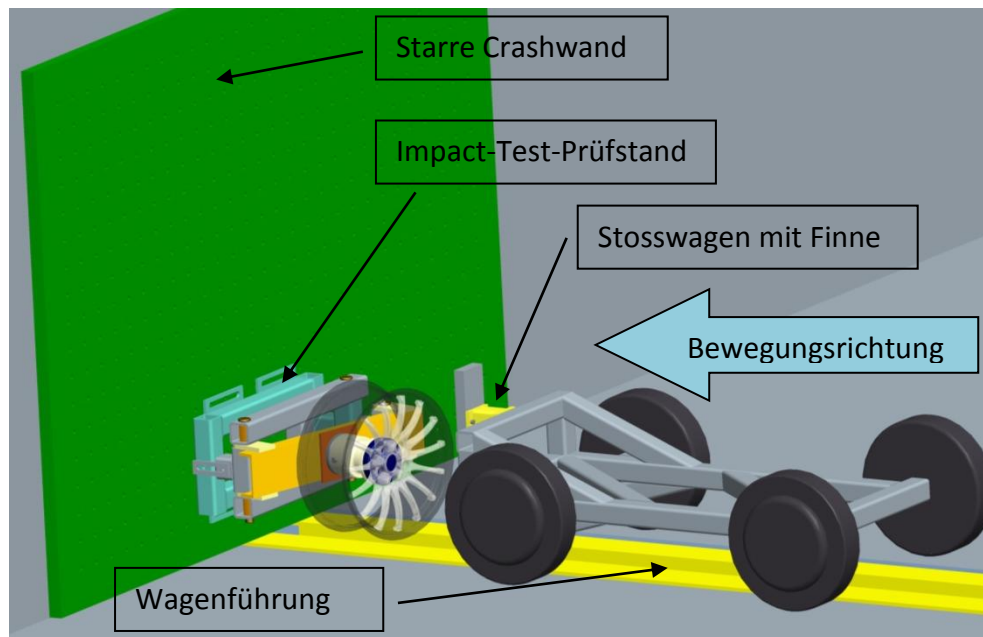 Starre Crashwand
Impact-Test-Prüfstand
Stosswagen mit Finne
Bewegungsrichtung
Wagenführung